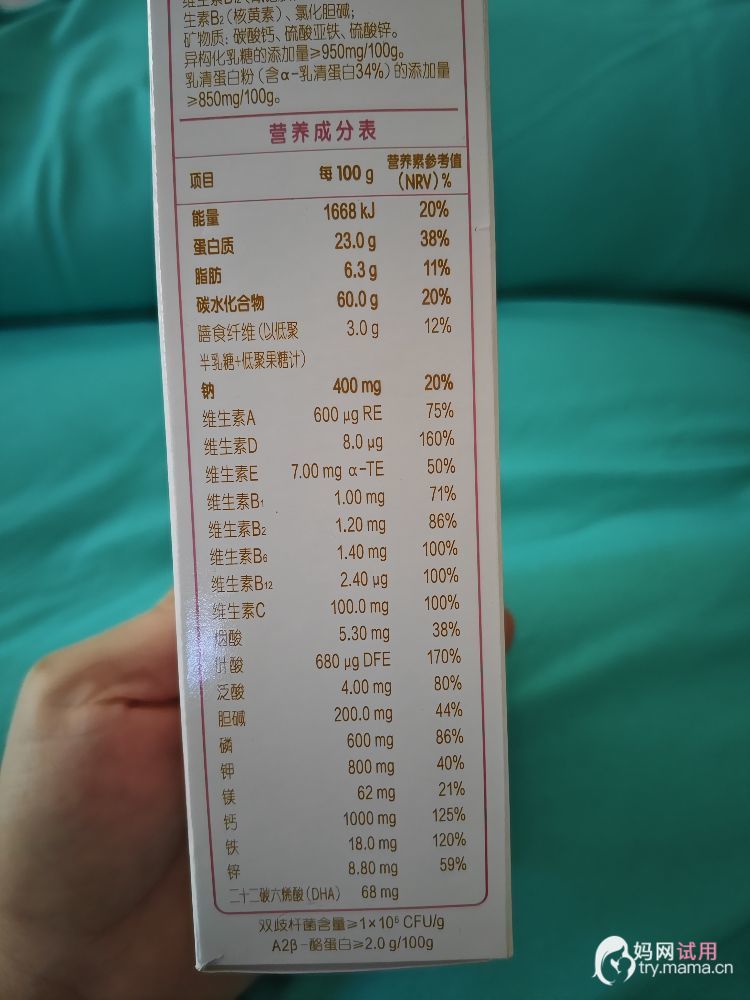 生素B₂(核黄素)、氯化胆碱;
矿物质:碳酸钙、硫酸亚铁、硫酸锌。
异构化乳糖的添加量≥950mg/100g。
乳清蛋白粉(含α-乳清蛋白34%)的添加量
≥850mg/100g。
营养成分表
项目 每100g 营养素参考值(NRV)%
能量 1668 kJ 20%
蛋白质 23.0 g 38%
脂肪 6.3 g 11%
碳水化合物 60.0 g 20%
膳食纤维(以低聚 3.0 g 12%
半乳糖+低聚果糖计)
钠 400 mg 20%
维生素A 600 μg RE 75%
维生素D 8.0 μg 160%
维生素E 7.00 mg α-TE 50%
维生素B₁ 1.00 mg 71%
维生素B₂ 1.20 mg 86%
维生素B₆ 1.40 mg 100%
维生素B₁₂ 2.40 μg 100%
维生素C 100.0 mg 100%
烟酸 5.30 mg 38%
叶酸 680 μg DFE 170%
泛酸 4.00 mg 80%
胆碱 200.0 mg 44%
磷 600 mg 86%
钾 800 mg 40%
镁 62 mg 21%
钙 1000 mg 125%
铁 18.0 mg 120%
锌 8.80 mg 59%
二十二碳六烯酸(DHA) 68 mg
双歧杆菌含量≥1×10⁶ CFU/g
A2β-酪蛋白≥2.0 g/100g
妈网试用
try.mama.cn